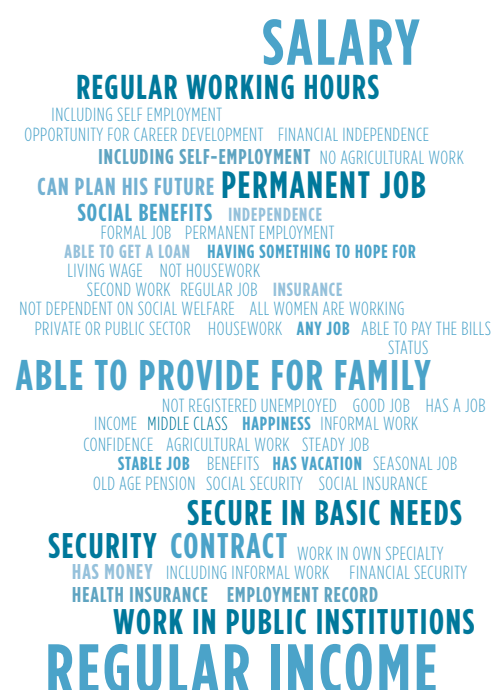 SALARY
REGULAR WORKING HOURS
INCLUDING SELF EMPLOYMENT
OPPORTUNITY FOR CAREER DEVELOPMENT FINANCIAL INDEPENDENCE
INCLUDING SELF-EMPLOYMENT NO AGRICULTURAL WORK
CAN PLAN HIS FUTURE PERMANENT JOB
SOCIAL BENEFITS INDEPENDENCE
FORMAL JOB PERMANENT EMPLOYMENT
ABLE TO GET A LOAN HAVING SOMETHING TO HOPE FOR
LIVING WAGE NOT HOUSEWORK
SECOND WORK REGULAR JOB INSURANCE
NOT DEPENDENT ON SOCIAL WELFARE ALL WOMEN ARE WORKING
PRIVATE OR PUBLIC SECTOR HOUSEWORK ANY JOB ABLE TO PAY THE BILLS
STATUS
ABLE TO PROVIDE FOR FAMILY
NOT REGISTERED UNEMPLOYED GOOD JOB HAS A JOB
INCOME MIDDLE CLASS HAPPINESS INFORMAL WORK
CONFIDENCE AGRICULTURAL WORK STEADY JOB
STABLE JOB BENEFITS HAS VACATION SEASONAL JOB
OLD AGE PENSION SOCIAL SECURITY SOCIAL INSURANCE
SECURE IN BASIC NEEDS
SECURITY CONTRACT WORK IN OWN SPECIALTY
HAS MONEY INCLUDING INFORMAL WORK FINANCIAL SECURITY
HEALTH INSURANCE EMPLOYMENT RECORD
WORK IN PUBLIC INSTITUTIONS
REGULAR INCOME